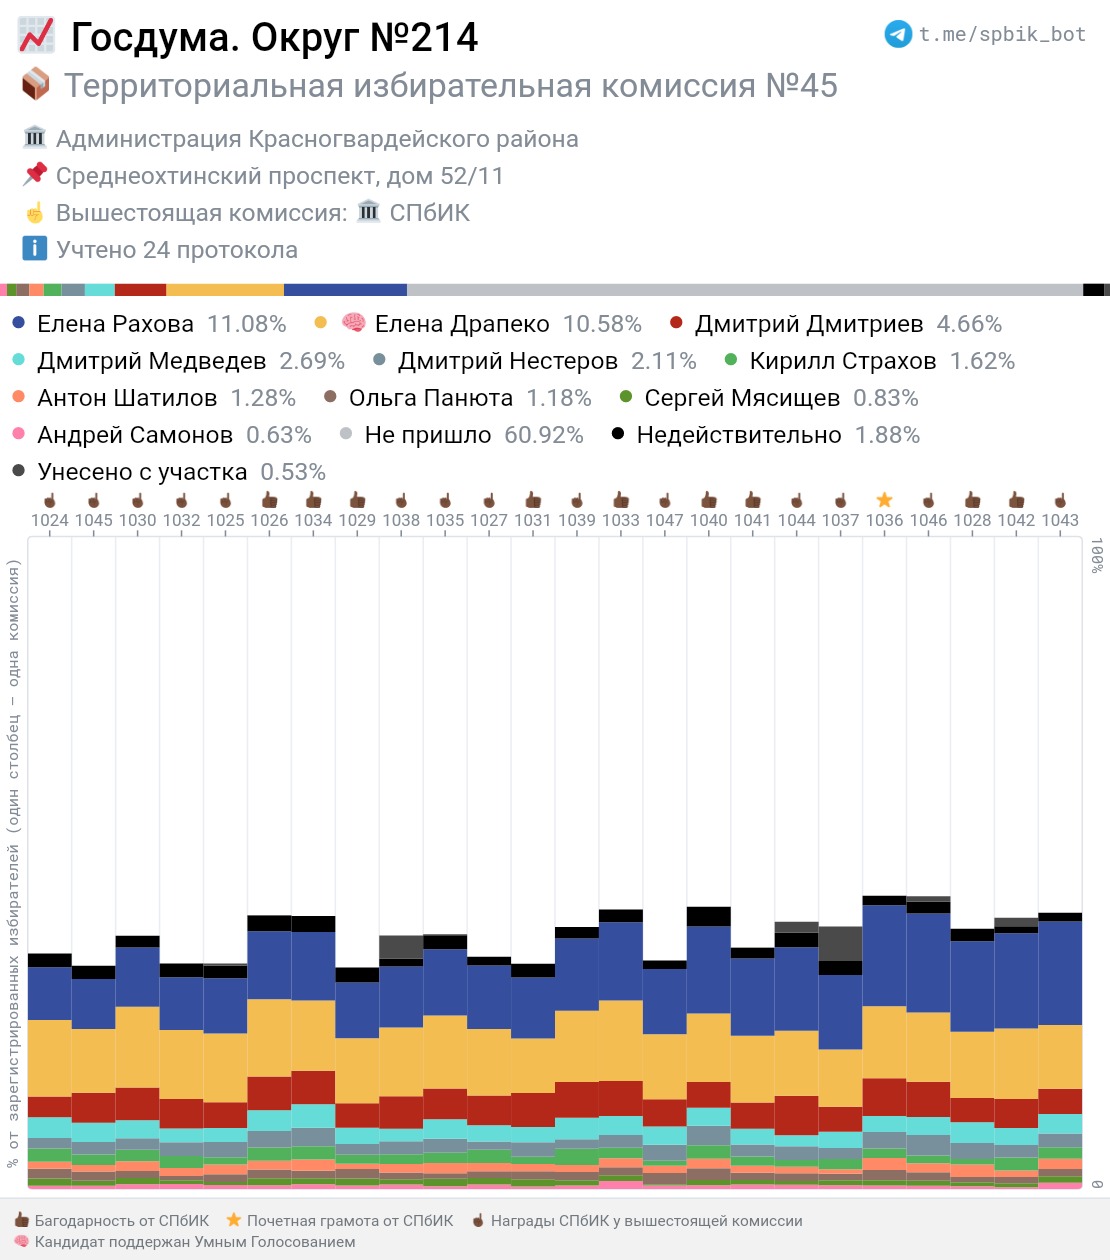 Госдума. Округ №214
t.me/spbik_bot
Территориальная избирательная комиссия №45
Администрация Красногвардейского района
Среднеохтинский проспект, дом 52/11
Вышестоящая комиссия: СПбИК
Учтено 24 протокола
Елена Рахова 11.08% Елена Драпеко 10.58% Дмитрий Дмитриев 4.66%
Дмитрий Медведев 2.69% Дмитрий Нестеров 2.11% Кирилл Страхов 1.62%
Антон Шатилов 1.28% Ольга Панюта 1.18% Сергей Мясищев 0.83%
Андрей Самонов 0.63% Не пришло 60.92% Недействительно 1.88%
Унесено с участка 0.53%
1024 1045 1030 1032 1025 1026 1034 1029 1038 1035 1027 1031 1039 1033 1047 1040 1041 1044 1037 1036 1046 1028 1042 1043
100%
% от зарегистрированных избирателей (один столбец – одна комиссия)
0
Багодарность от СПбИК Почетная грамота от СПбИК Награды СПбИК у вышестоящей комиссии
Кандидат поддержан Умным Голосованием